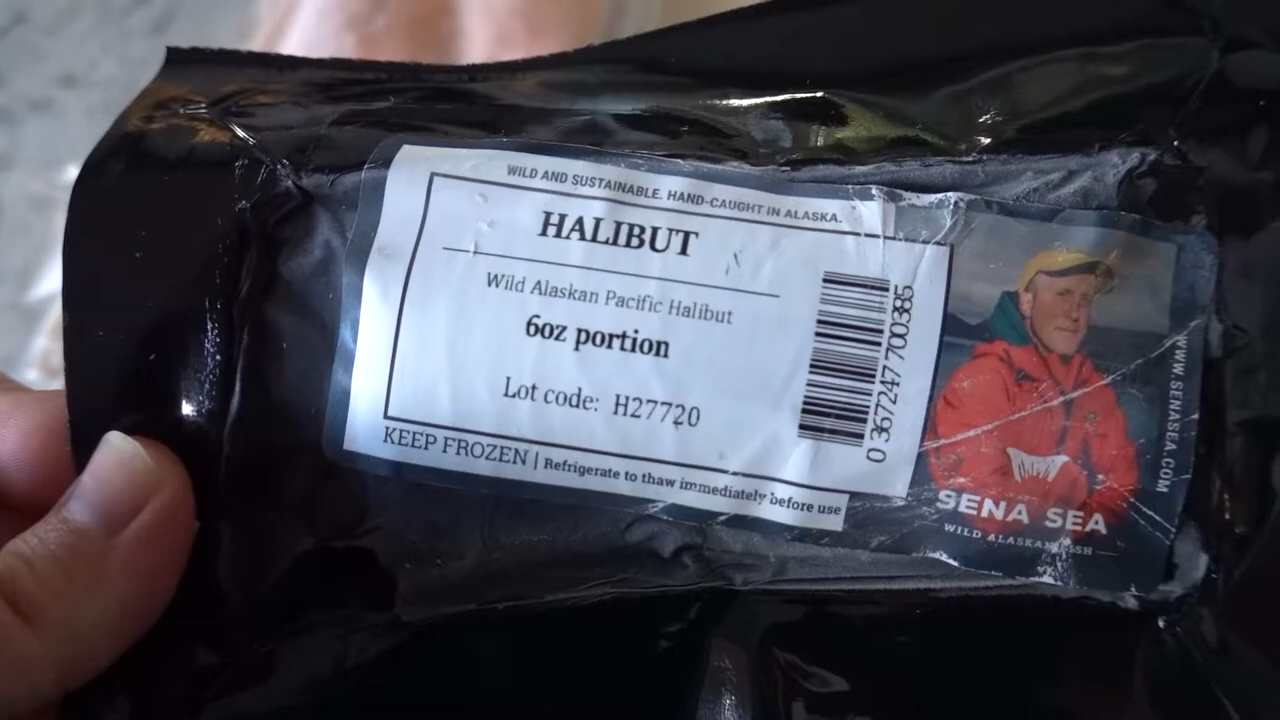 WILD AND SUSTAINABLE. HAND-CAUGHT IN ALASKA.
HALIBUT
Wild Alaskan Pacific Halibut
6oz portion
Lot code: H27720
KEEP FROZEN | Refrigerate to thaw immediately before use
0 367247 700385
WWW.SENASEA.COM
SENA SEA
WILD ALASKAN FISH